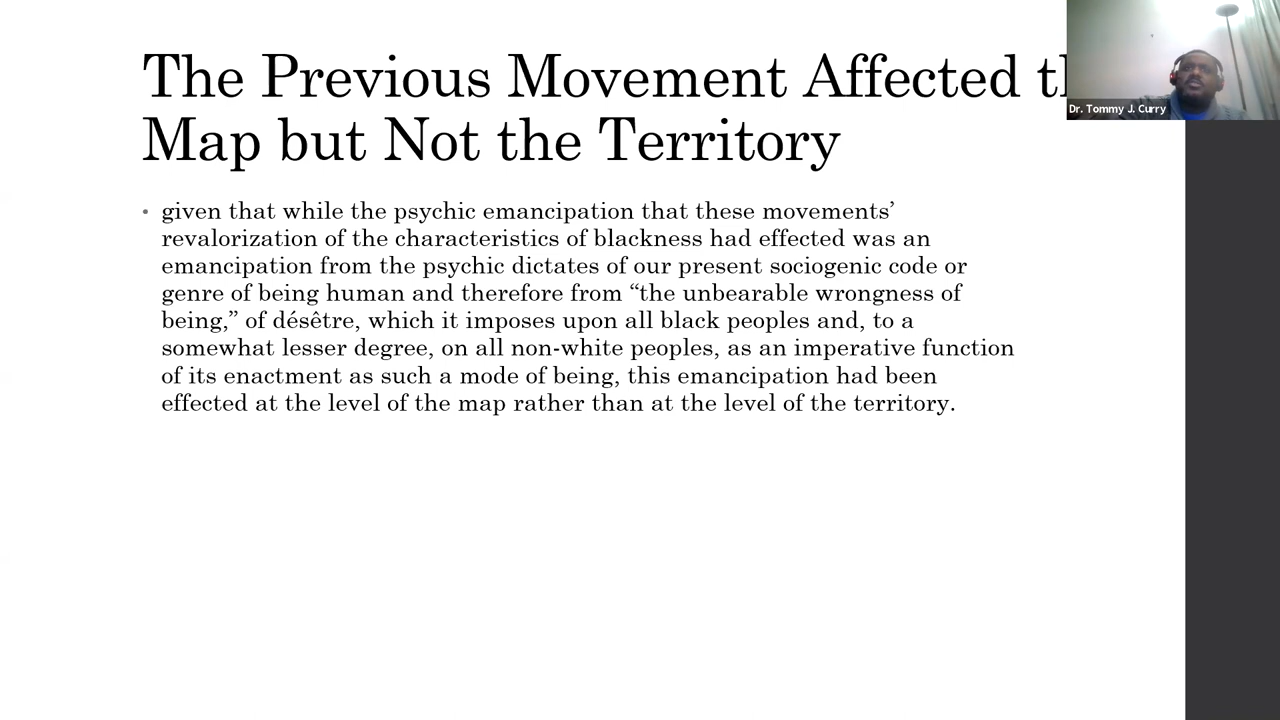 The Previous Movement Affected
Map but Not the Territory
Dr. Tommy J. Curry
• given that while the psychic emancipation that these movements’
revalorization of the characteristics of blackness had effected was an
emancipation from the psychic dictates of our present sociogenic code or
genre of being human and therefore from “the unbearable wrongness of
being,” of désêtre, which it imposes upon all black peoples and, to a
somewhat lesser degree, on all non-white peoples, as an imperative function
of its enactment as such a mode of being, this emancipation had been
effected at the level of the map rather than at the level of the territory.